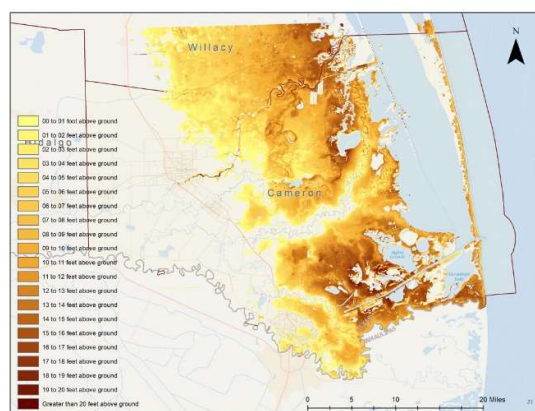 N
Willacy
Hidalgo
Cameron
00 to 01 feet above ground
01 to 02 feet above ground
02 to 03 feet above ground
03 to 04 feet above ground
04 to 05 feet above ground
05 to 06 feet above ground
06 to 07 feet above ground
07 to 08 feet above ground
08 to 09 feet above ground
09 to 10 feet above ground
10 to 11 feet above ground
11 to 12 feet above ground
12 to 13 feet above ground
13 to 14 feet above ground
14 to 15 feet above ground
15 to 16 feet above ground
16 to 17 feet above ground
17 to 18 feet above ground
18 to 19 feet above ground
19 to 20 feet above ground
Greater than 20 feet above ground
0 5 10 20 Miles